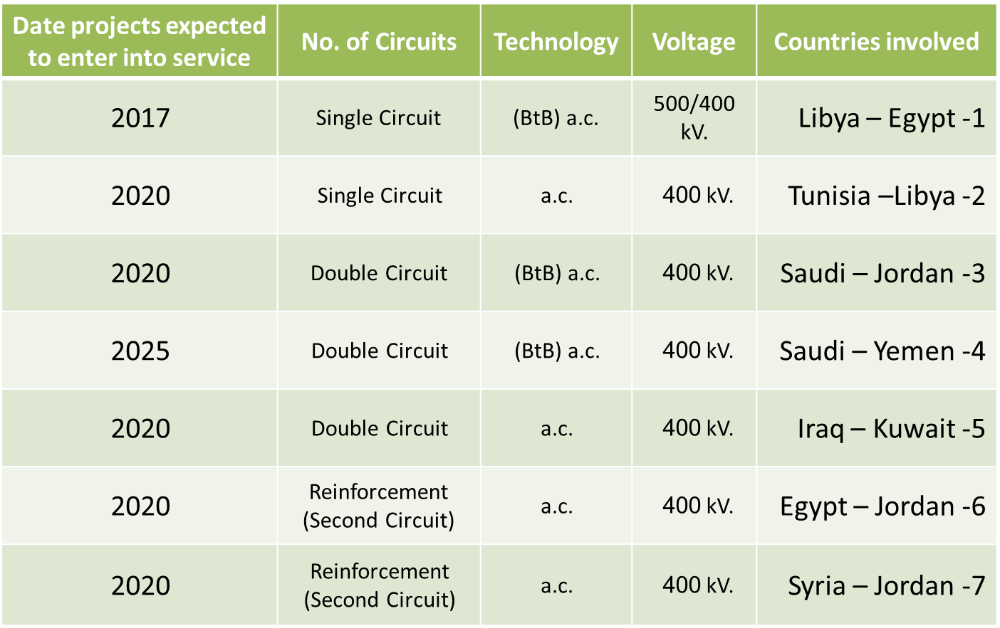 Date projects expected
to enter into service
No. of Circuits
Technology
Voltage
Countries involved
2017
Single Circuit
(BtB) a.c.
500/400
kV.
Libya – Egypt -1
2020
Single Circuit
a.c.
400 kV.
Tunisia –Libya -2
2020
Double Circuit
(BtB) a.c.
400 kV.
Saudi – Jordan -3
2025
Double Circuit
(BtB) a.c.
400 kV.
Saudi – Yemen -4
2020
Double Circuit
a.c.
400 kV.
Iraq – Kuwait -5
2020
Reinforcement
(Second Circuit)
a.c.
400 kV.
Egypt – Jordan -6
2020
Reinforcement
(Second Circuit)
a.c.
400 kV.
Syria – Jordan -7